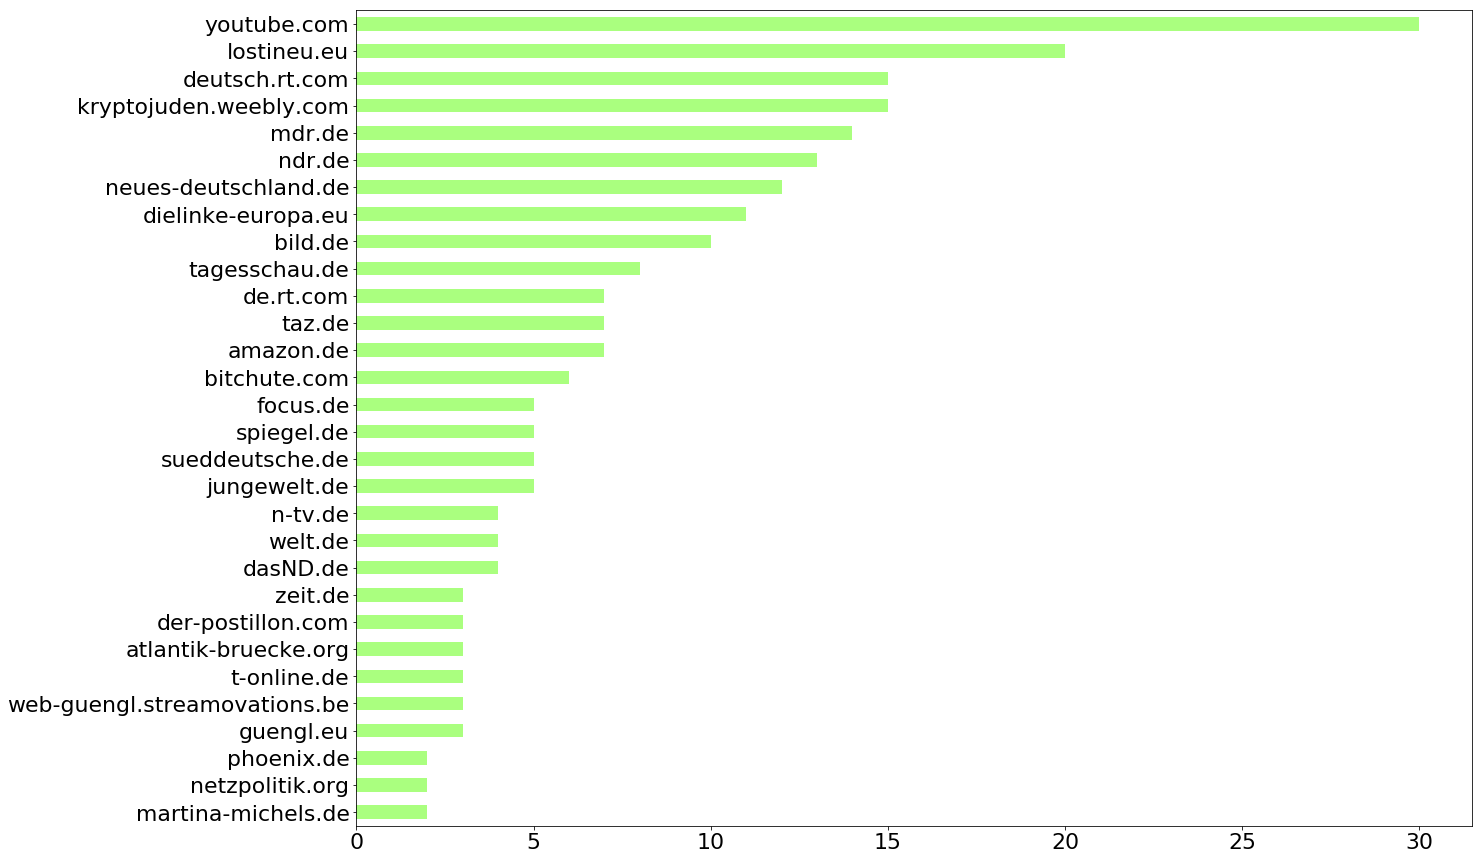 youtube.com
lostineu.eu
deutsch.rt.com
kryptojuden.weebly.com
mdr.de
ndr.de
neues-deutschland.de
dielinke-europa.eu
bild.de
tagesschau.de
de.rt.com
taz.de
amazon.de
bitchute.com
focus.de
spiegel.de
sueddeutsche.de
jungewelt.de
n-tv.de
welt.de
dasND.de
zeit.de
der-postillon.com
atlantik-bruecke.org
t-online.de
web-guengl.streamovations.be
guengl.eu
phoenix.de
netzpolitik.org
martina-michels.de
0 5 10 15 20 25 30